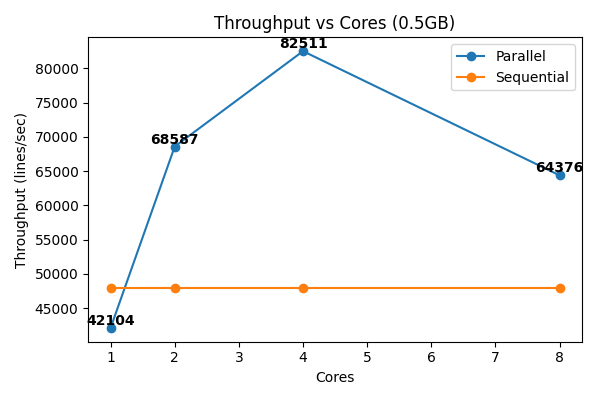 Throughput vs Cores (0.5GB)
Throughput (lines/sec)
80000
75000
70000
65000
60000
55000
50000
45000
82511
68587
64376
42104
Parallel
Sequential
1 2 3 4 5 6 7 8
Cores